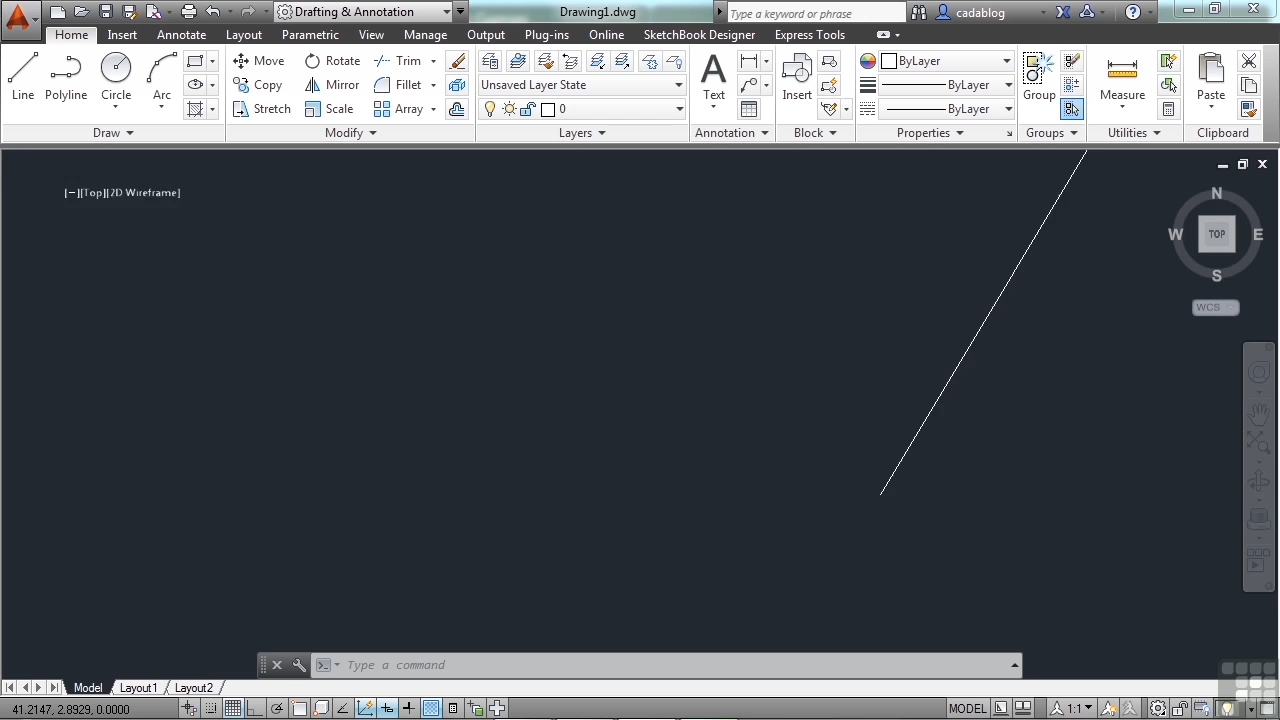 Drafting & Annotation
Drawing1.dwg
Type a keyword or phrase
cadablog
Home Insert Annotate Layout Parametric View Manage Output Plug-ins Online SketchBook Designer Express Tools
Line
Polyline
Circle
Arc
Draw
Move
Rotate
Trim
Copy
Mirror
Fillet
Stretch
Scale
Array
Modify
Unsaved Layer State
0
Layers
A
Text
Annotation
Insert
Block
ByLayer
ByLayer
ByLayer
Properties
Group
Groups
Measure
Utilities
Paste
Clipboard
[−][Top][2D Wireframe]
N
W
TOP
E
S
WCS
Type a command
Model Layout1 Layout2
41.2147, 2.8929, 0.0000
MODEL
1:1